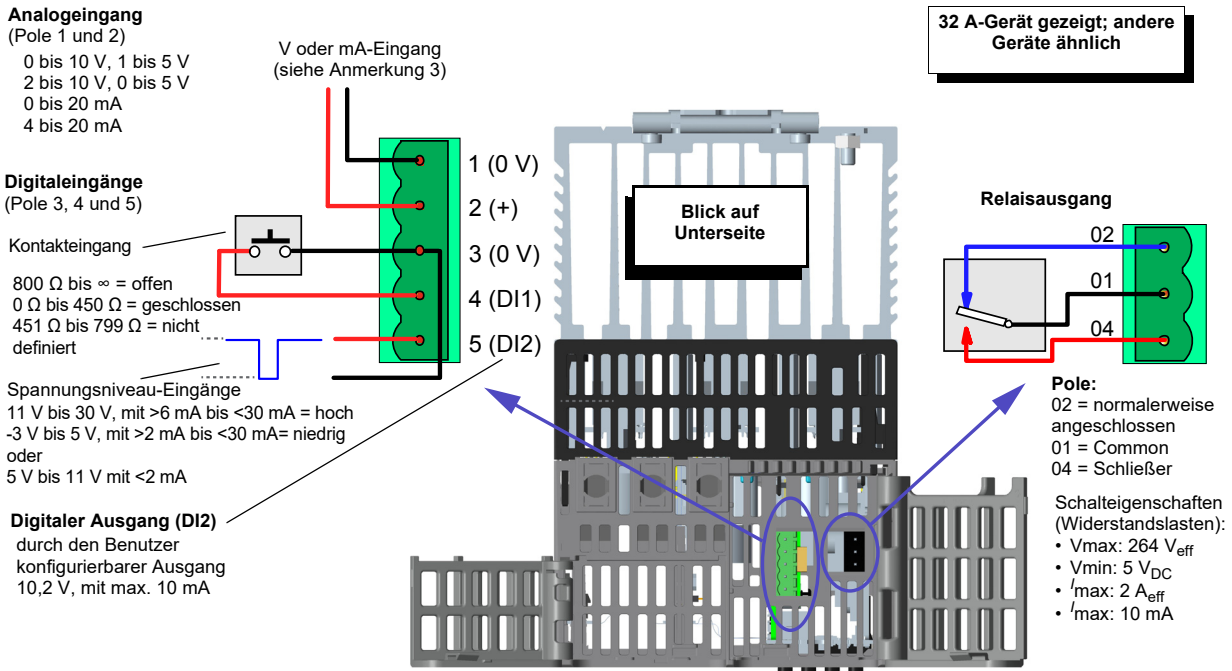 Analogeingang
(Pole 1 und 2)
0 bis 10 V, 1 bis 5 V
2 bis 10 V, 0 bis 5 V
0 bis 20 mA
4 bis 20 mA
V oder mA-Eingang
(siehe Anmerkung 3)
32 A-Gerät gezeigt; andere
Geräte ähnlich
Digitaleingänge
(Pole 3, 4 und 5)
Kontakteingang
800 Ω bis ∞ = offen
0 Ω bis 450 Ω = geschlossen
451 Ω bis 799 Ω = nicht
definiert
Spannungsniveau-Eingänge
11 V bis 30 V, mit >6 mA bis <30 mA = hoch
-3 V bis 5 V, mit >2 mA bis <30 mA= niedrig
oder
5 V bis 11 V mit <2 mA
Digitaler Ausgang (DI2)
durch den Benutzer
konfigurierbarer Ausgang
10,2 V, mit max. 10 mA
1 (0 V)
2 (+)
3 (0 V)
4 (DI1)
5 (DI2)
Blick auf
Unterseite
Relaisausgang
02
01
04
Pole:
02 = normalerweise
angeschlossen
01 = Common
04 = Schließer
Schalteigenschaften
(Widerstandslasten):
• Vmax: 264 Veff
• Vmin: 5 VDC
• Imax: 2 Aeff
• Imax: 10 mA